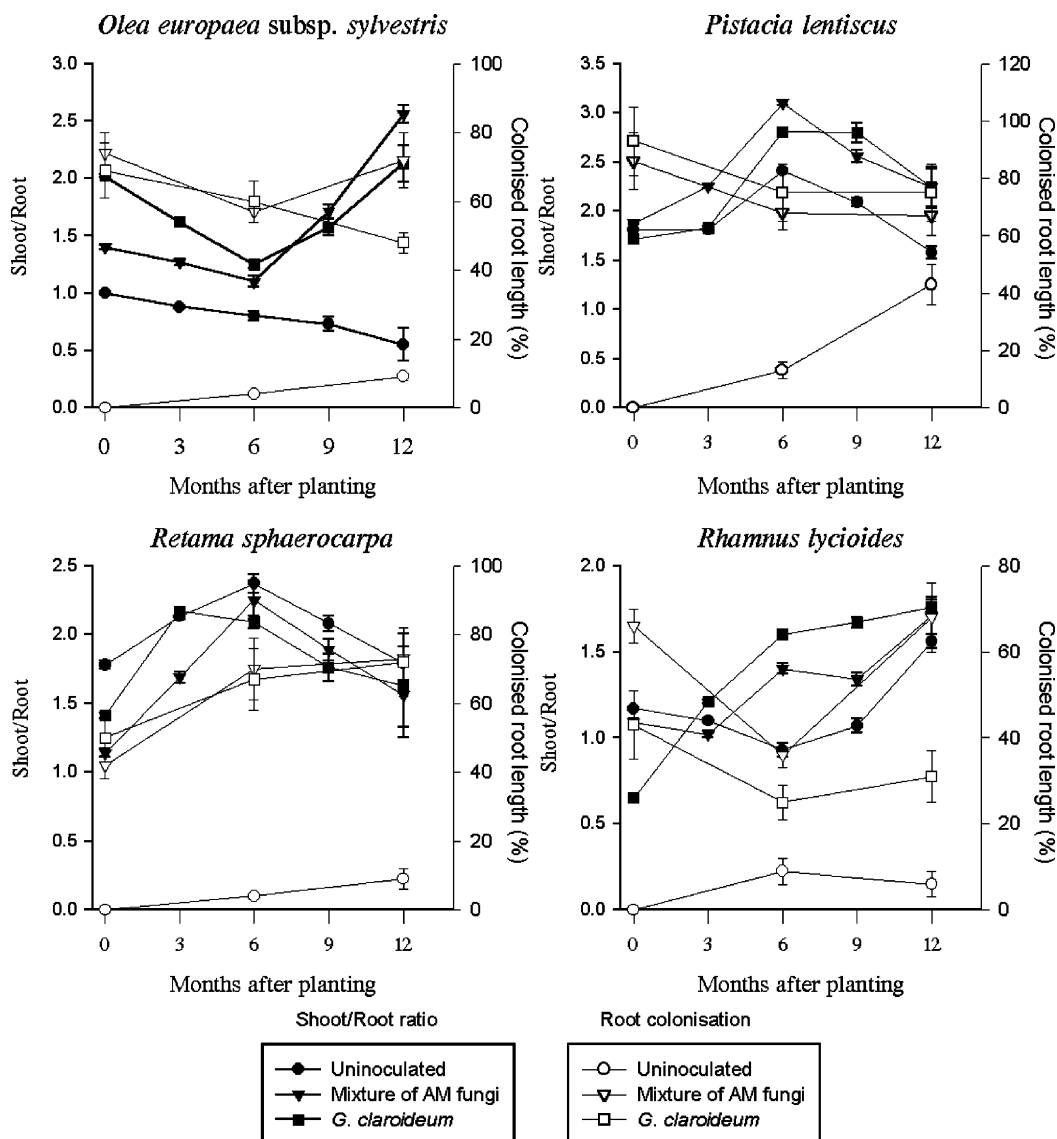 Olea europaea subsp. sylvestris
3.0
2.5
2.0
1.5
1.0
0.5
0.0
Shoot/Root
100
80
60
40
20
0
Colonised root length (%)
0 3 6 9 12
Months after planting
Pistacia lentiscus
3.5
3.0
2.5
2.0
1.5
1.0
0.5
0.0
Shoot/Root
120
100
80
60
40
20
0
Colonised root length (%)
0 3 6 9 12
Months after planting
Retama sphaerocarpa
2.5
2.0
1.5
1.0
0.5
0.0
Shoot/Root
100
80
60
40
20
0
Colonised root length (%)
0 3 6 9 12
Months after planting
Rhamnus lycioides
2.0
1.5
1.0
0.5
0.0
Shoot/Root
80
60
40
20
0
Colonised root length (%)
0 3 6 9 12
Months after planting
Shoot/Root ratio
Uninoculated
Mixture of AM fungi
G. claroideum
Root colonisation
Uninoculated
Mixture of AM fungi
G. claroideum